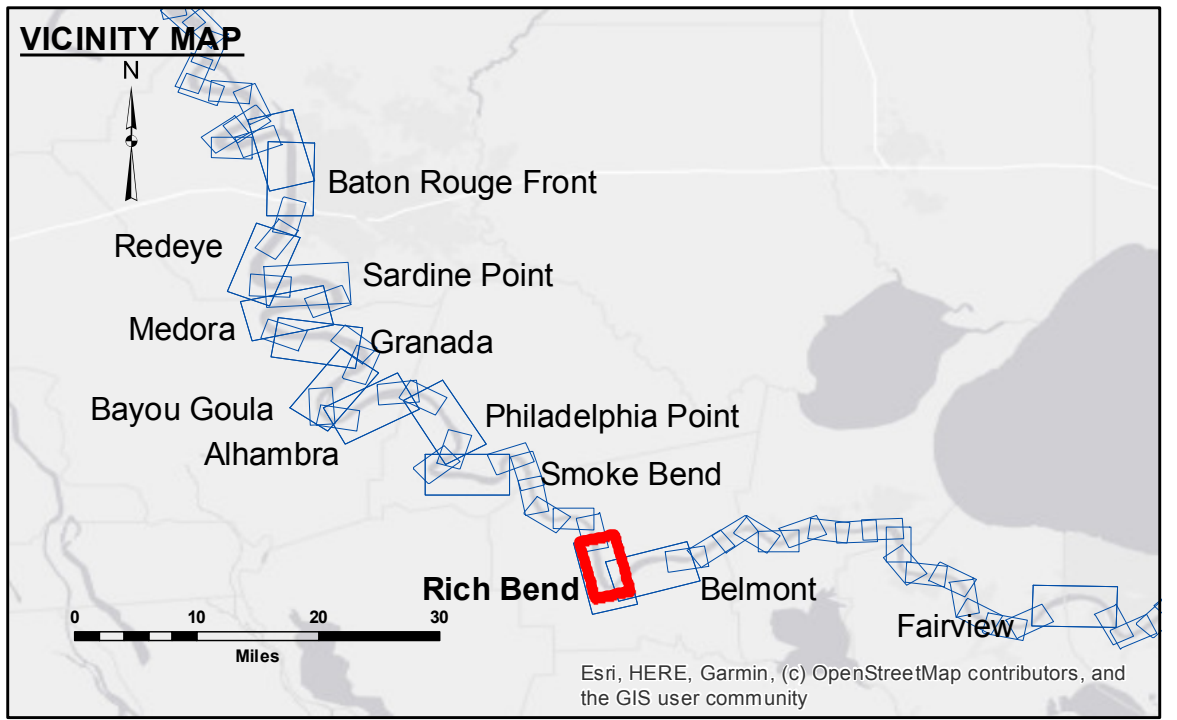 VICINITY MAP
N
Baton Rouge Front
Redeye
Sardine Point
Medora
Granada
Bayou Goula
Philadelphia Point
Alhambra
Smoke Bend
Rich Bend
Belmont
Fairview
0 10 20 30
Miles
Esri, HERE, Garmin, (c) OpenStreetMap contributors, and
the GIS user community